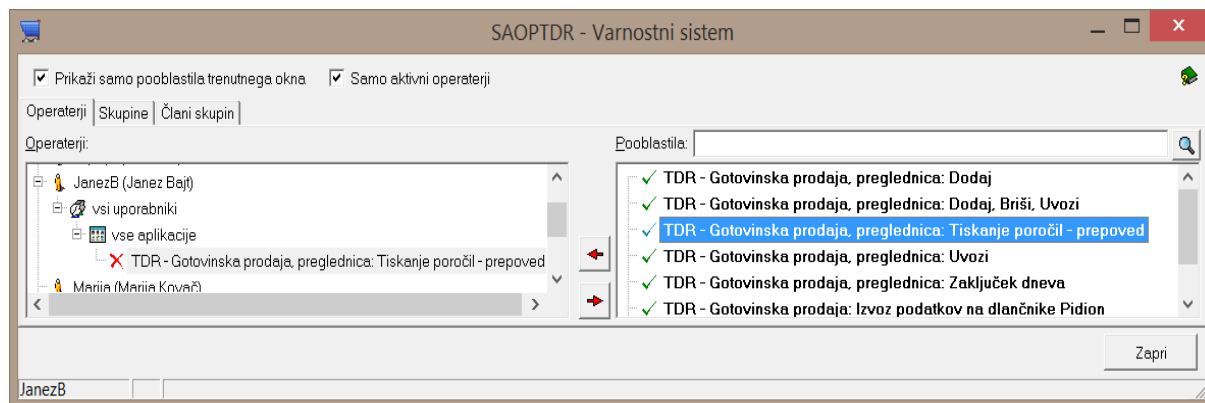 SAOPTDR - Varnostni sistem
Prikaži samo pooblastila trenutnega okna Samo aktivni operaterji
Operaterji Skupine Člani skupin
Operaterji:
JanezB (Janez Bajt)
vsi uporabniki
vse aplikacije
TDR - Gotovinska prodaja, preglednica: Tiskanje poročil - prepoved
Marija (Marija Kovač)
Pooblastila:
TDR - Gotovinska prodaja, preglednica: Dodaj
TDR - Gotovinska prodaja, preglednica: Dodaj, Briši, Uvozi
TDR - Gotovinska prodaja, preglednica: Tiskanje poročil - prepoved
TDR - Gotovinska prodaja, preglednica: Uvozi
TDR - Gotovinska prodaja, preglednica: Zaključek dneva
TDR - Gotovinska prodaja: Izvoz podatkov na dlančnike Pidion
Zapri
JanezB